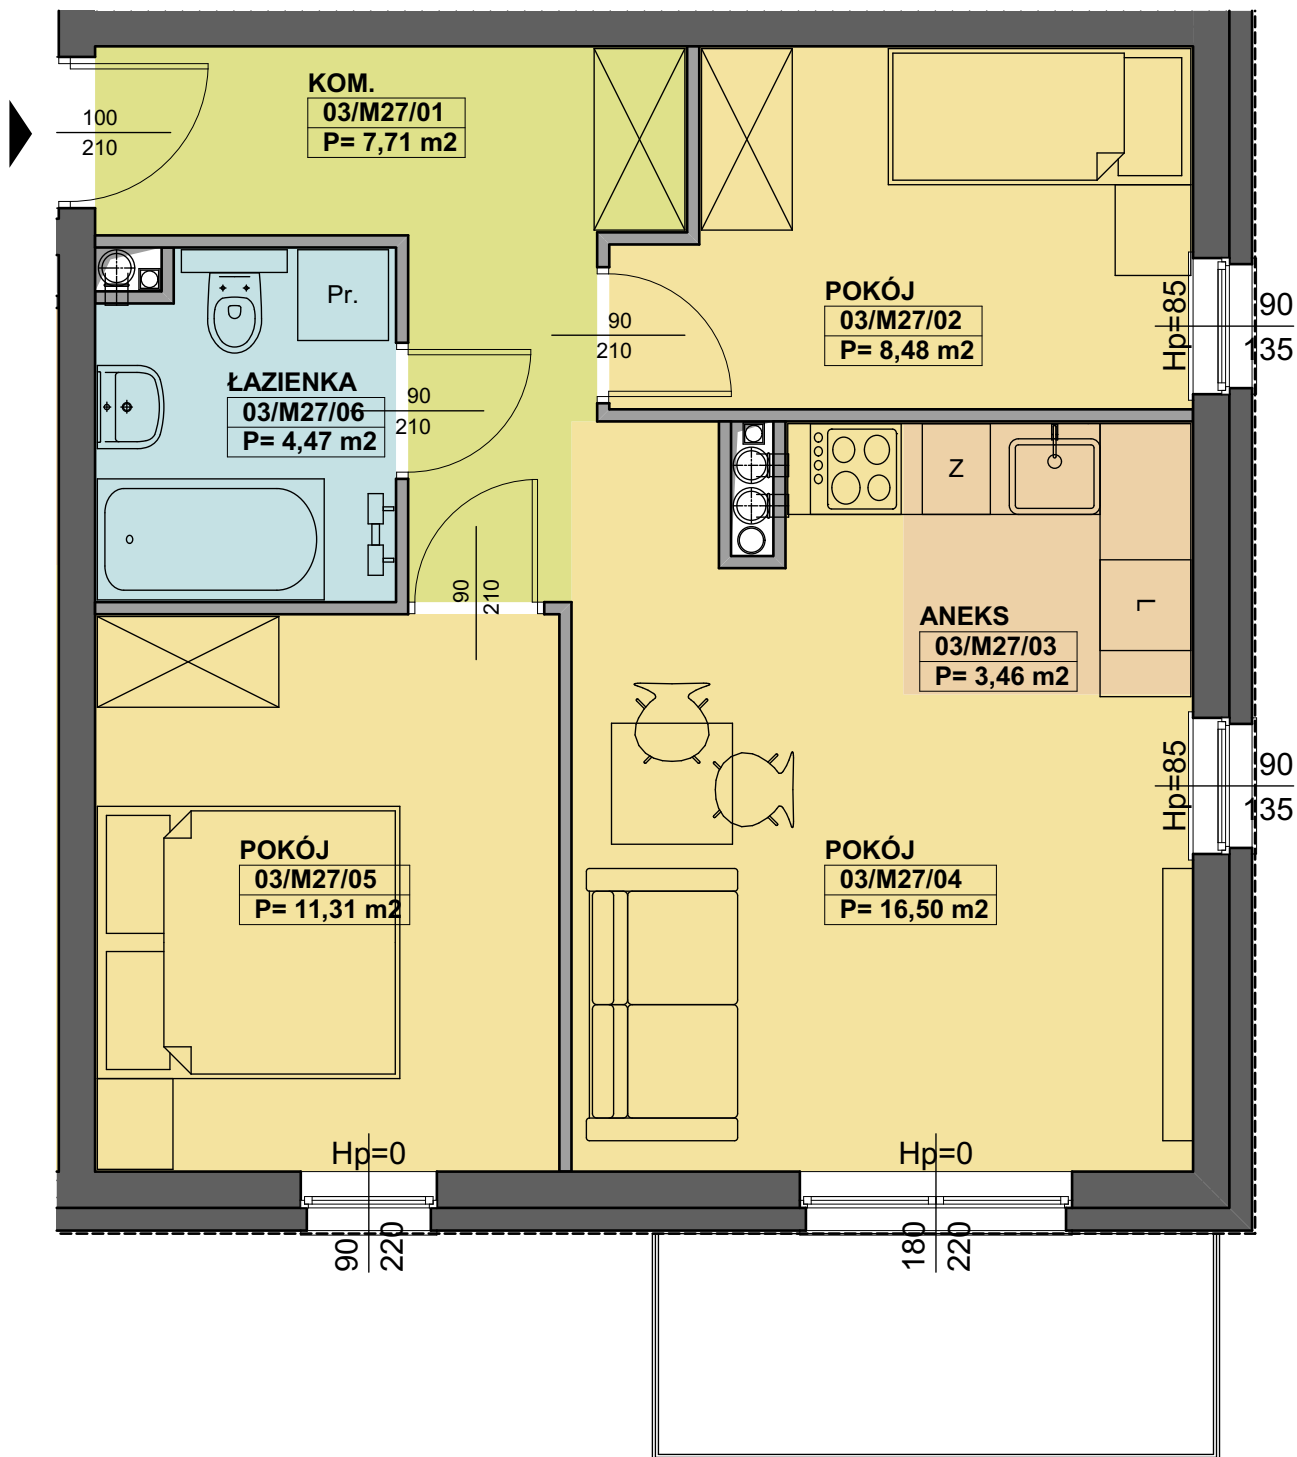 KOM.
03/M27/01
P= 7,71 m2
100
210
Pr.
POKÓJ
03/M27/02
P= 8,48 m2
Hp=85
90
135
90
210
ŁAZIENKA
03/M27/06
P= 4,47 m2
90
210
Z
90
210
ANEKS
03/M27/03
P= 3,46 m2
L
Hp=85
90
135
POKÓJ
03/M27/05
P= 11,31 m2
POKÓJ
03/M27/04
P= 16,50 m2
Hp=0
90
220
Hp=0
180
220